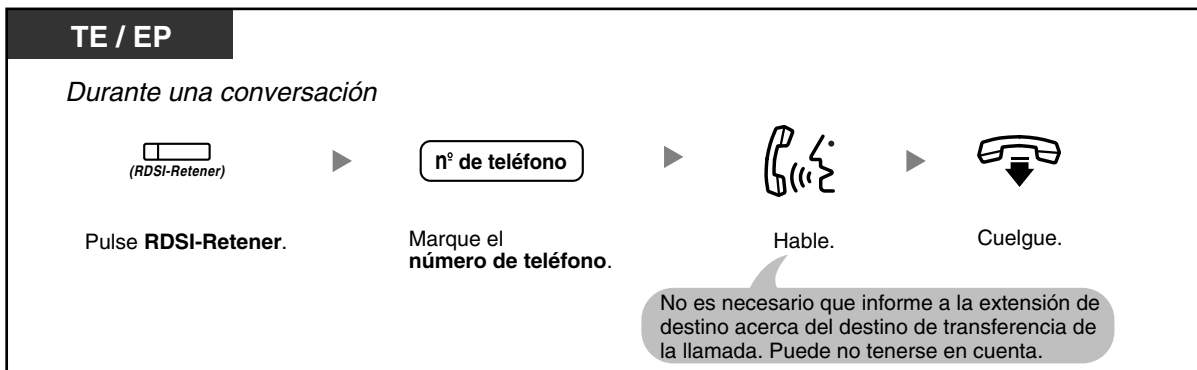 TE / EP
Durante una conversación
(RDSI-Retener)
nº de teléfono
Pulse RDSI-Retener.
Marque el
número de teléfono.
Hable.
Cuelgue.
No es necesario que informe a la extensión de
destino acerca del destino de transferencia de
la llamada. Puede no tenerse en cuenta.